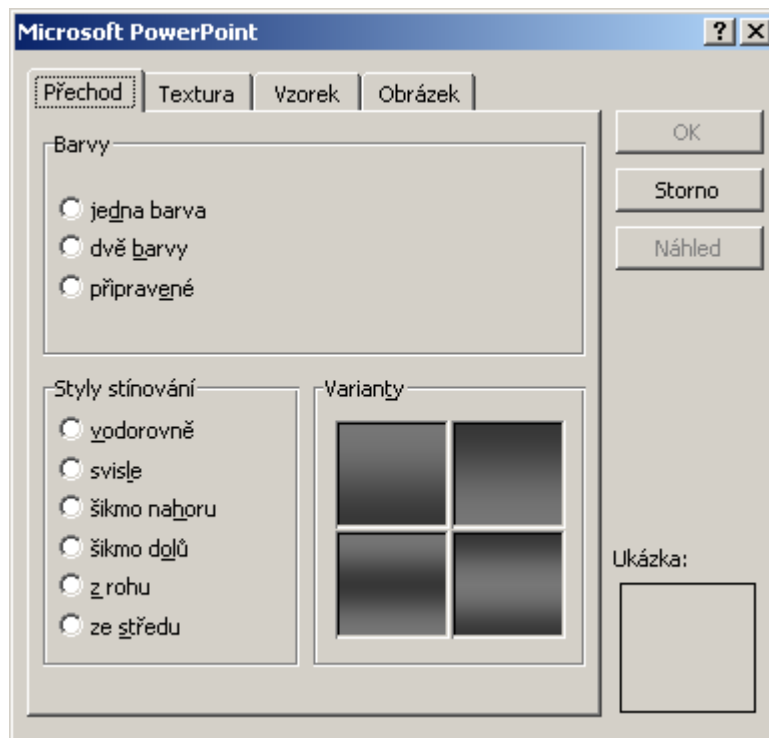 Microsoft PowerPoint
Přechod Textura Vzorek Obrázek
Barvy
jedna barva
dvě barvy
připravené
OK
Storno
Náhled
Styly stínování
vodorovně
svisle
šikmo nahoru
šikmo dolů
z rohu
ze středu
Varianty
Ukázka: